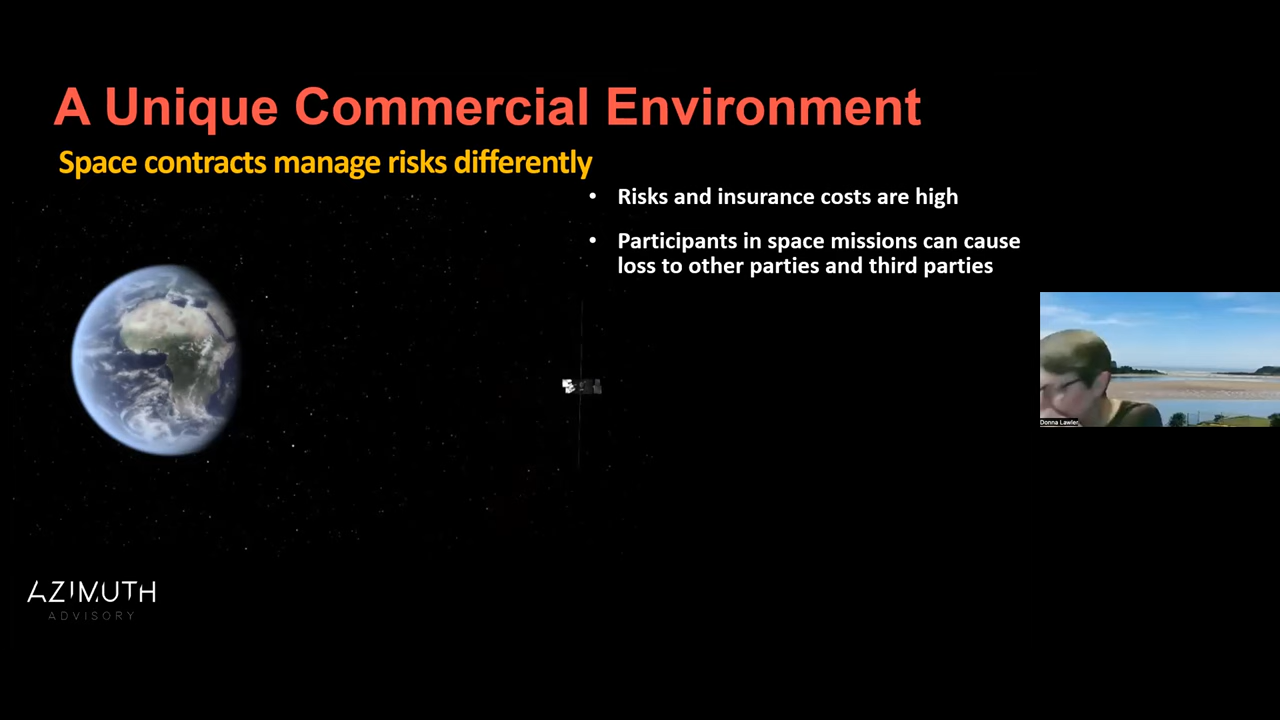 A Unique Commercial Environment
Space contracts manage risks differently
• Risks and insurance costs are high
• Participants in space missions can cause
loss to other parties and third parties
Donna Lawler
AZIMUTH
ADVISORY